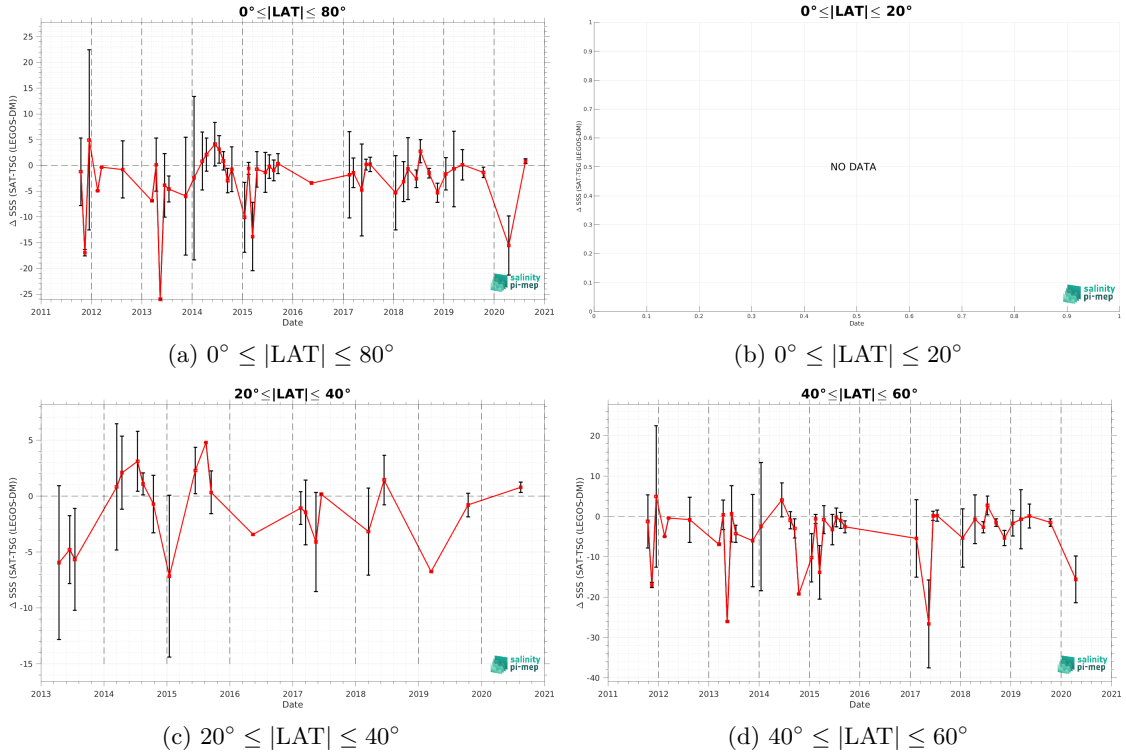 0°≤|LAT|≤ 80°
Δ SSS (SAT-TSG (LEGOS-DM))
25
20
15
10
5
0
-5
-10
-15
-20
-25
2011 2012 2013 2014 2015 2016 2017 2018 2019 2020 2021
Date
salinity
pi-mep
(a) 0° ≤ |LAT| ≤ 80°
0°≤|LAT|≤ 20°
Δ SSS (SAT-TSG (LEGOS-DM))
1
0.9
0.8
0.7
0.6
0.5
0.4
0.3
0.2
0.1
0
NO DATA
0 0.1 0.2 0.3 0.4 0.5 0.6 0.7 0.8 0.9 1
Date
salinity
pi-mep
(b) 0° ≤ |LAT| ≤ 20°
20°≤|LAT|≤ 40°
Δ SSS (SAT-TSG (LEGOS-DM))
5
0
-5
-10
-15
2013 2014 2015 2016 2017 2018 2019 2020 2021
Date
salinity
pi-mep
(c) 20° ≤ |LAT| ≤ 40°
40°≤|LAT|≤ 60°
Δ SSS (SAT-TSG (LEGOS-DM))
20
10
0
-10
-20
-30
-40
2011 2012 2013 2014 2015 2016 2017 2018 2019 2020 2021
Date
salinity
pi-mep
(d) 40° ≤ |LAT| ≤ 60°